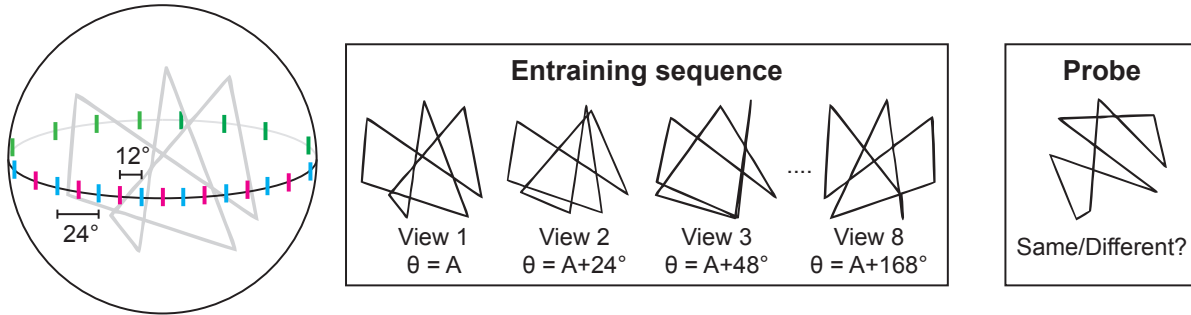 12°
24°
Entraining sequence
....
View 1
θ = A
View 2
θ = A+24°
View 3
θ = A+48°
View 8
θ = A+168°
Probe
Same/Different?